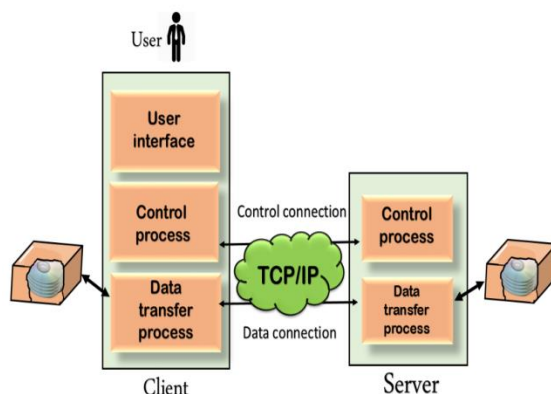 User
User
interface
Control
process
Data
transfer
process
Client
Control connection
TCP/IP
Data connection
Control
process
Data
transfer
process
Server